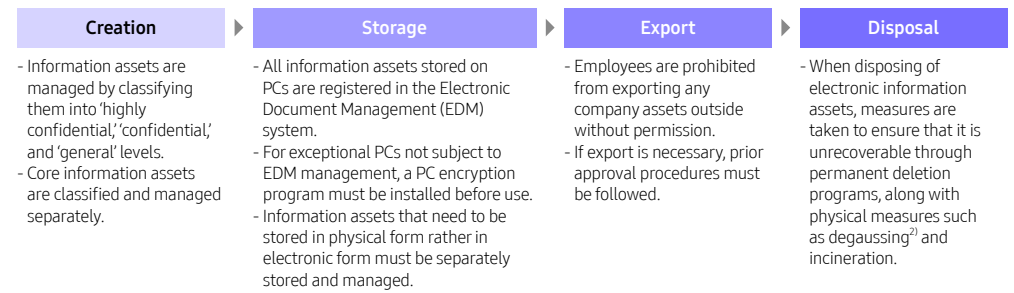 Creation
- Information assets are
managed by classifying
them into ‘highly
confidential,’ ‘confidential,’
and ‘general’ levels.
- Core information assets
are classified and managed
separately.
Storage
- All information assets stored on
PCs are registered in the Electronic
Document Management (EDM)
system.
- For exceptional PCs not subject to
EDM management, a PC encryption
program must be installed before use.
- Information assets that need to be
stored in physical form rather in
electronic form must be separately
stored and managed.
Export
- Employees are prohibited
from exporting any
company assets outside
without permission.
- If export is necessary, prior
approval procedures must
be followed.
Disposal
- When disposing of
electronic information
assets, measures are
taken to ensure that it is
unrecoverable through
permanent deletion
programs, along with
physical measures such
as degaussing2) and
incineration.